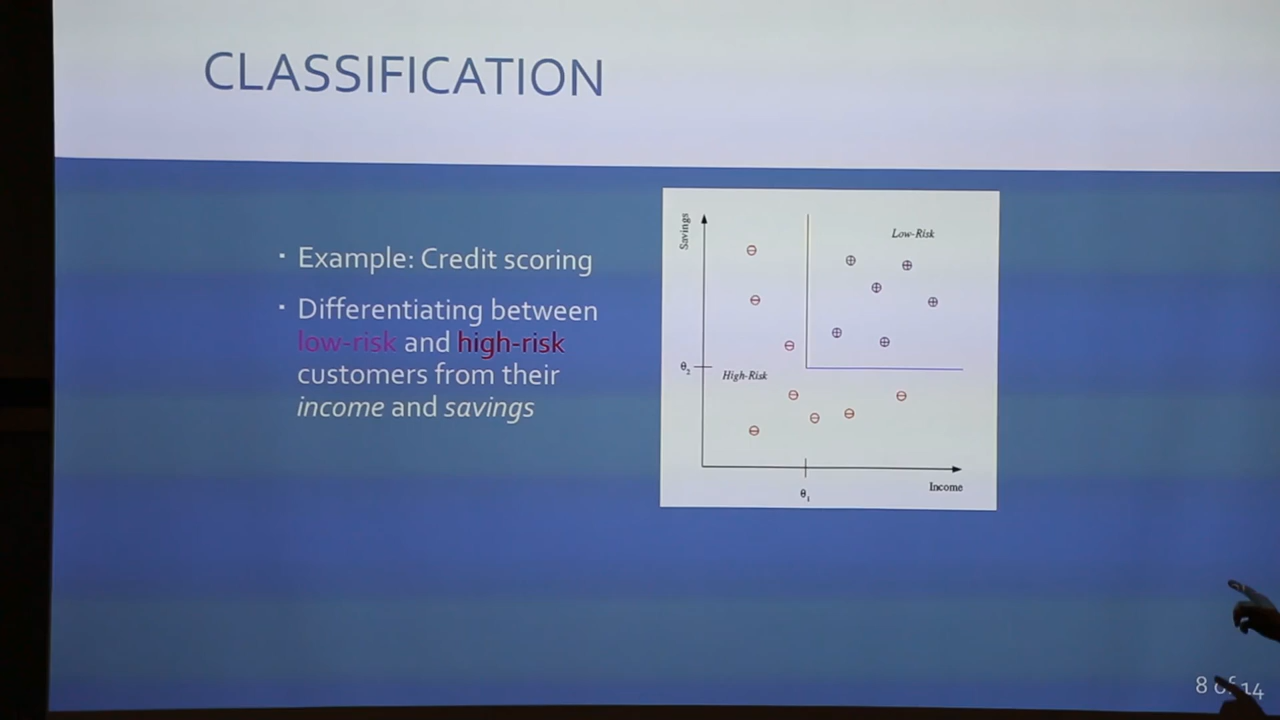 CLASSIFICATION
▪ Example: Credit scoring
▪ Differentiating between
low-risk and high-risk
customers from their
income and savings
Savings
Low-Risk
θ2
High-Risk
Income
θ1
8 of 14